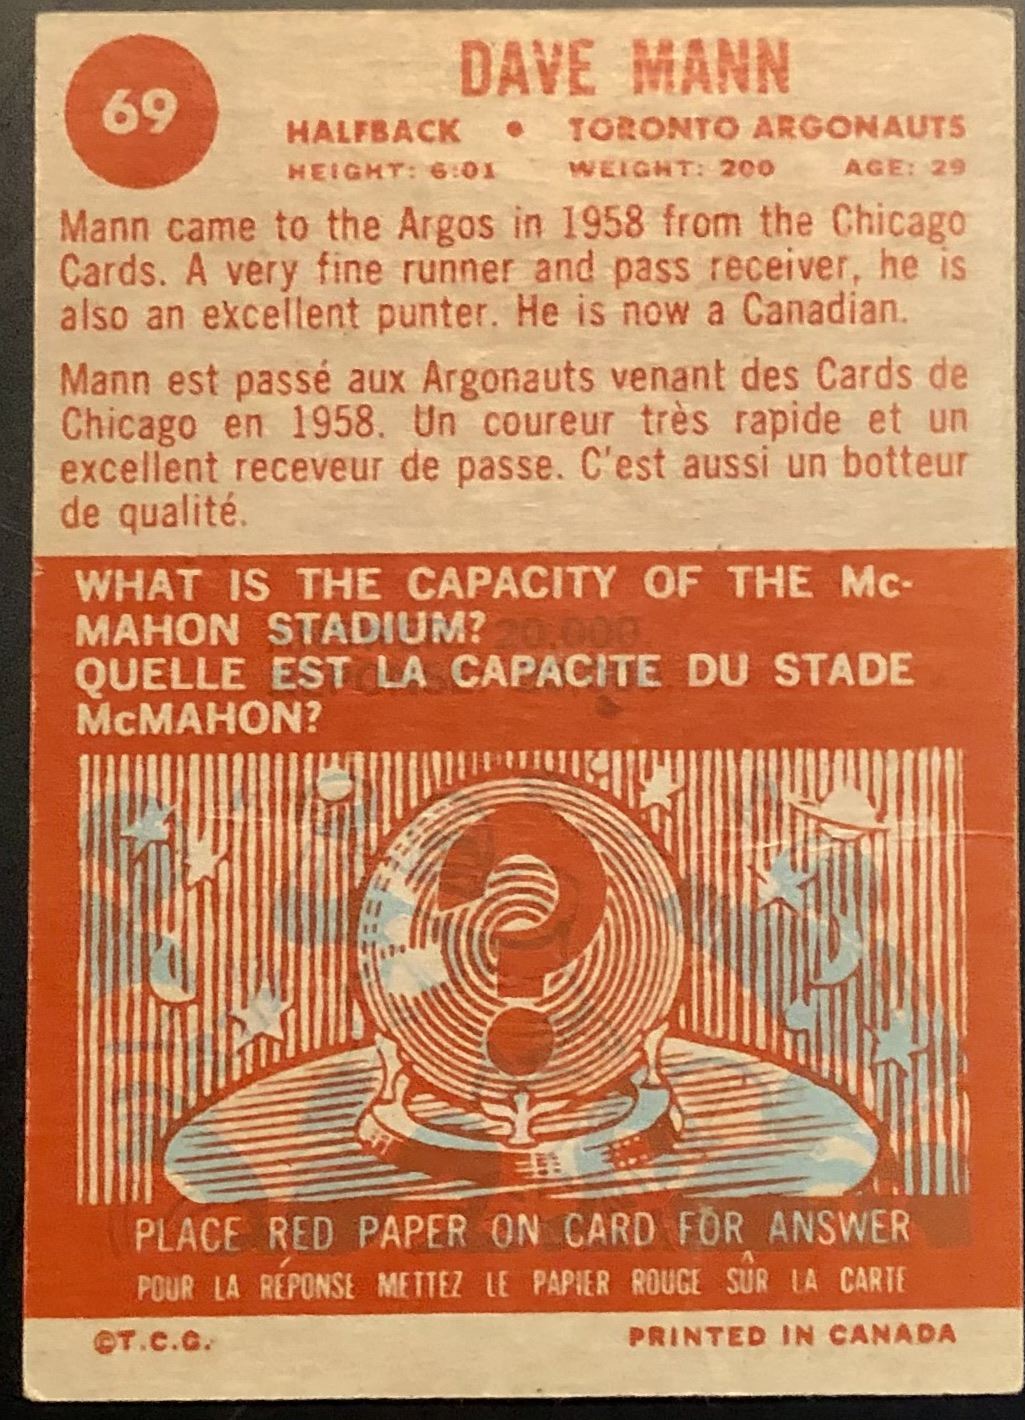 69
DAVE MANN
HALFBACK • TORONTO ARGONAUTS
HEIGHT: 6:01 WEIGHT: 200 AGE: 29
Mann came to the Argos in 1958 from the Chicago
Cards. A very fine runner and pass receiver, he is
also an excellent punter. He is now a Canadian.
Mann est passé aux Argonauts venant des Cards de
Chicago en 1958. Un coureur très rapide et un
excellent receveur de passe. C'est aussi un botteur
de qualité.
WHAT IS THE CAPACITY OF THE Mc-
MAHON STADIUM?
20,000
QUELLE EST LA CAPACITE DU STADE
McMAHON?
?
PLACE RED PAPER ON CARD FOR ANSWER
POUR LA RÉPONSE METTEZ LE PAPIER ROUGE SÛR LA CARTE
©T.C.G. PRINTED IN CANADA